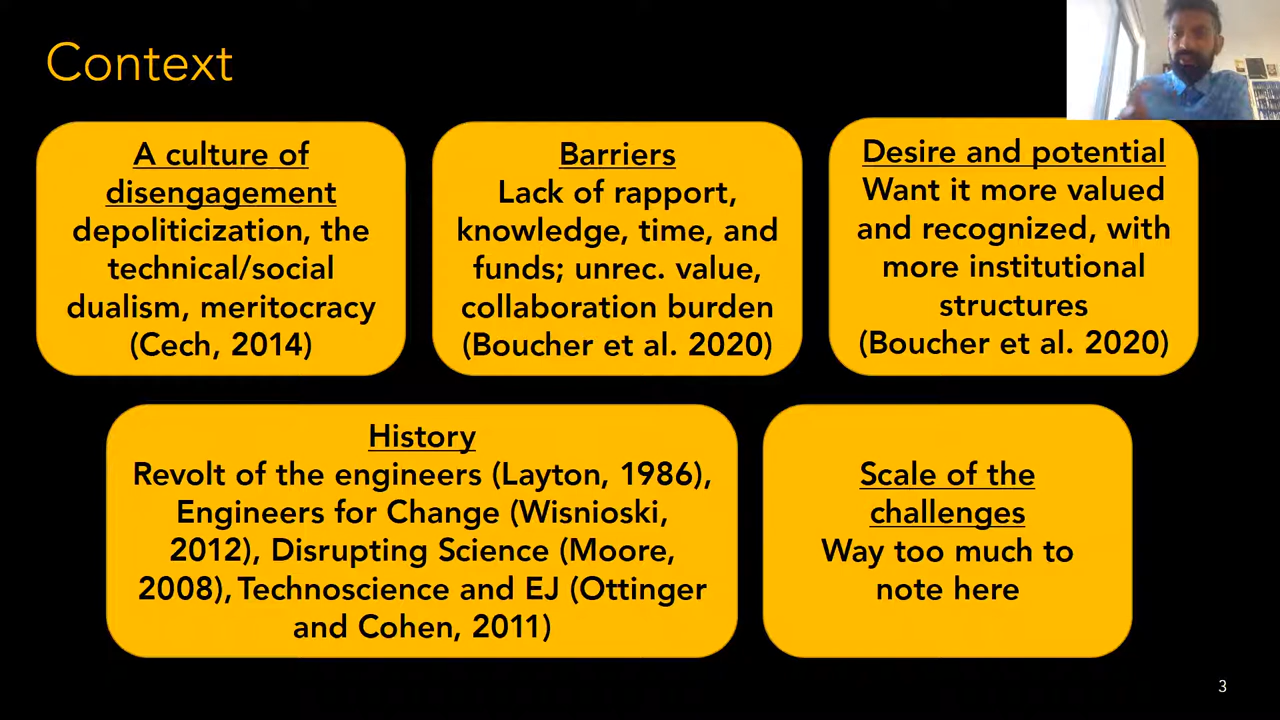 Context
A culture of
disengagement
depoliticization, the
technical/social
dualism, meritocracy
(Cech, 2014)
Barriers
Lack of rapport,
knowledge, time, and
funds; unrec. value,
collaboration burden
(Boucher et al. 2020)
Desire and potential
Want it more valued
and recognized, with
more institutional
structures
(Boucher et al. 2020)
History
Revolt of the engineers (Layton, 1986),
Engineers for Change (Wisnioski,
2012), Disrupting Science (Moore,
2008), Technoscience and EJ (Ottinger
and Cohen, 2011)
Scale of the
challenges
Way too much to
note here
3